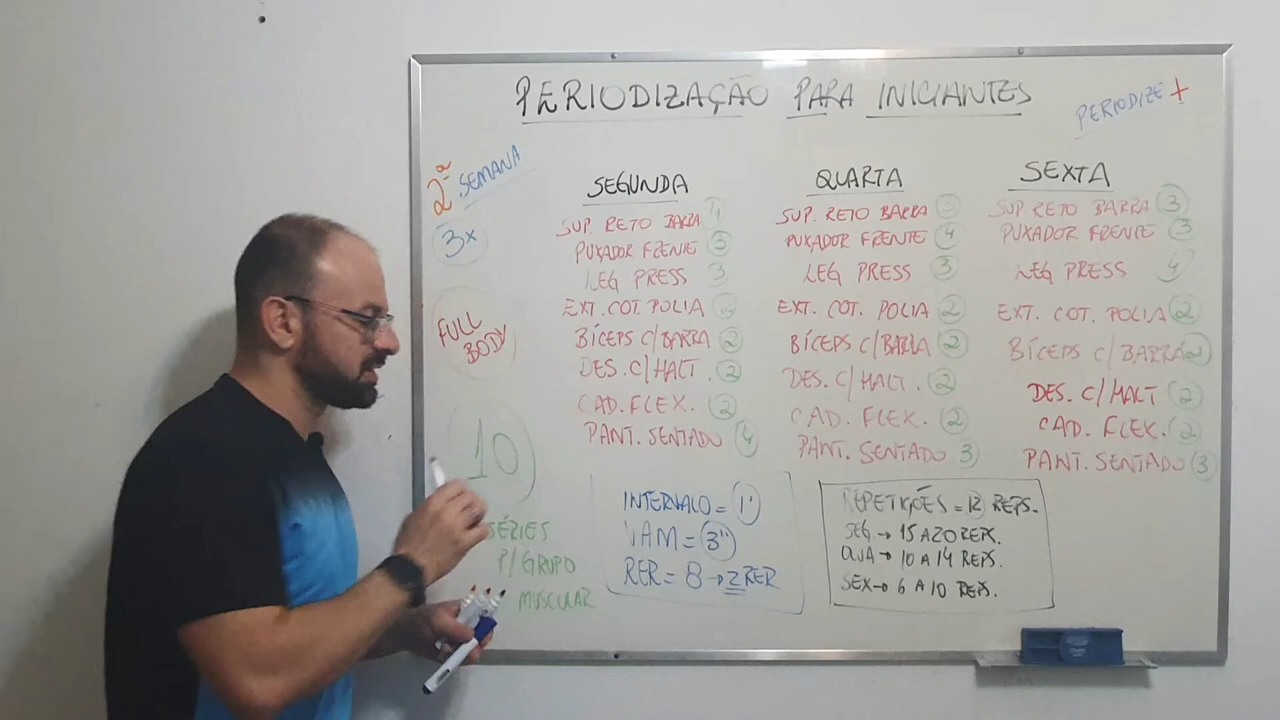 PERIODIZAÇÃO PARA INICIANTES
PERIODIZE +
2ª SEMANA
3X
FULL BODY
10
SÉRIES
P/GRUPO
MUSCULAR
SEGUNDA
SUP. RETO BARRA 4
PUXADOR FRENTE 3
LEG PRESS 3
EXT. COT. POLIA
BÍCEPS C/BARRA 2
DES. C/HALT. 2
CAD. FLEX. 2
PANT. SENTADO 4
QUARTA
SUP. RETO BARRA
PUXADOR FRENTE 4
LEG PRESS 3
EXT. COT. POLIA 2
BÍCEPS C/BARRA 2
DES. C/HALT. 2
CAD. FLEX. 2
PANT. SENTADO 3
SEXTA
SUP. RETO BARRA 3
PUXADOR FRENTE 3
LEG PRESS 4
EXT. COT. POLIA 2
BÍCEPS C/BARRA 2
DES. C/HALT 2
CAD. FLEX. 2
PANT. SENTADO 3
INTERVALO = 1'
VAM = 3"
RER = 8 → 2 RER
REPETIÇÕES = 12 REPS.
SEG → 15 A 20 REPS.
QUA → 10 A 14 REPS.
SEX → 6 A 10 REPS.